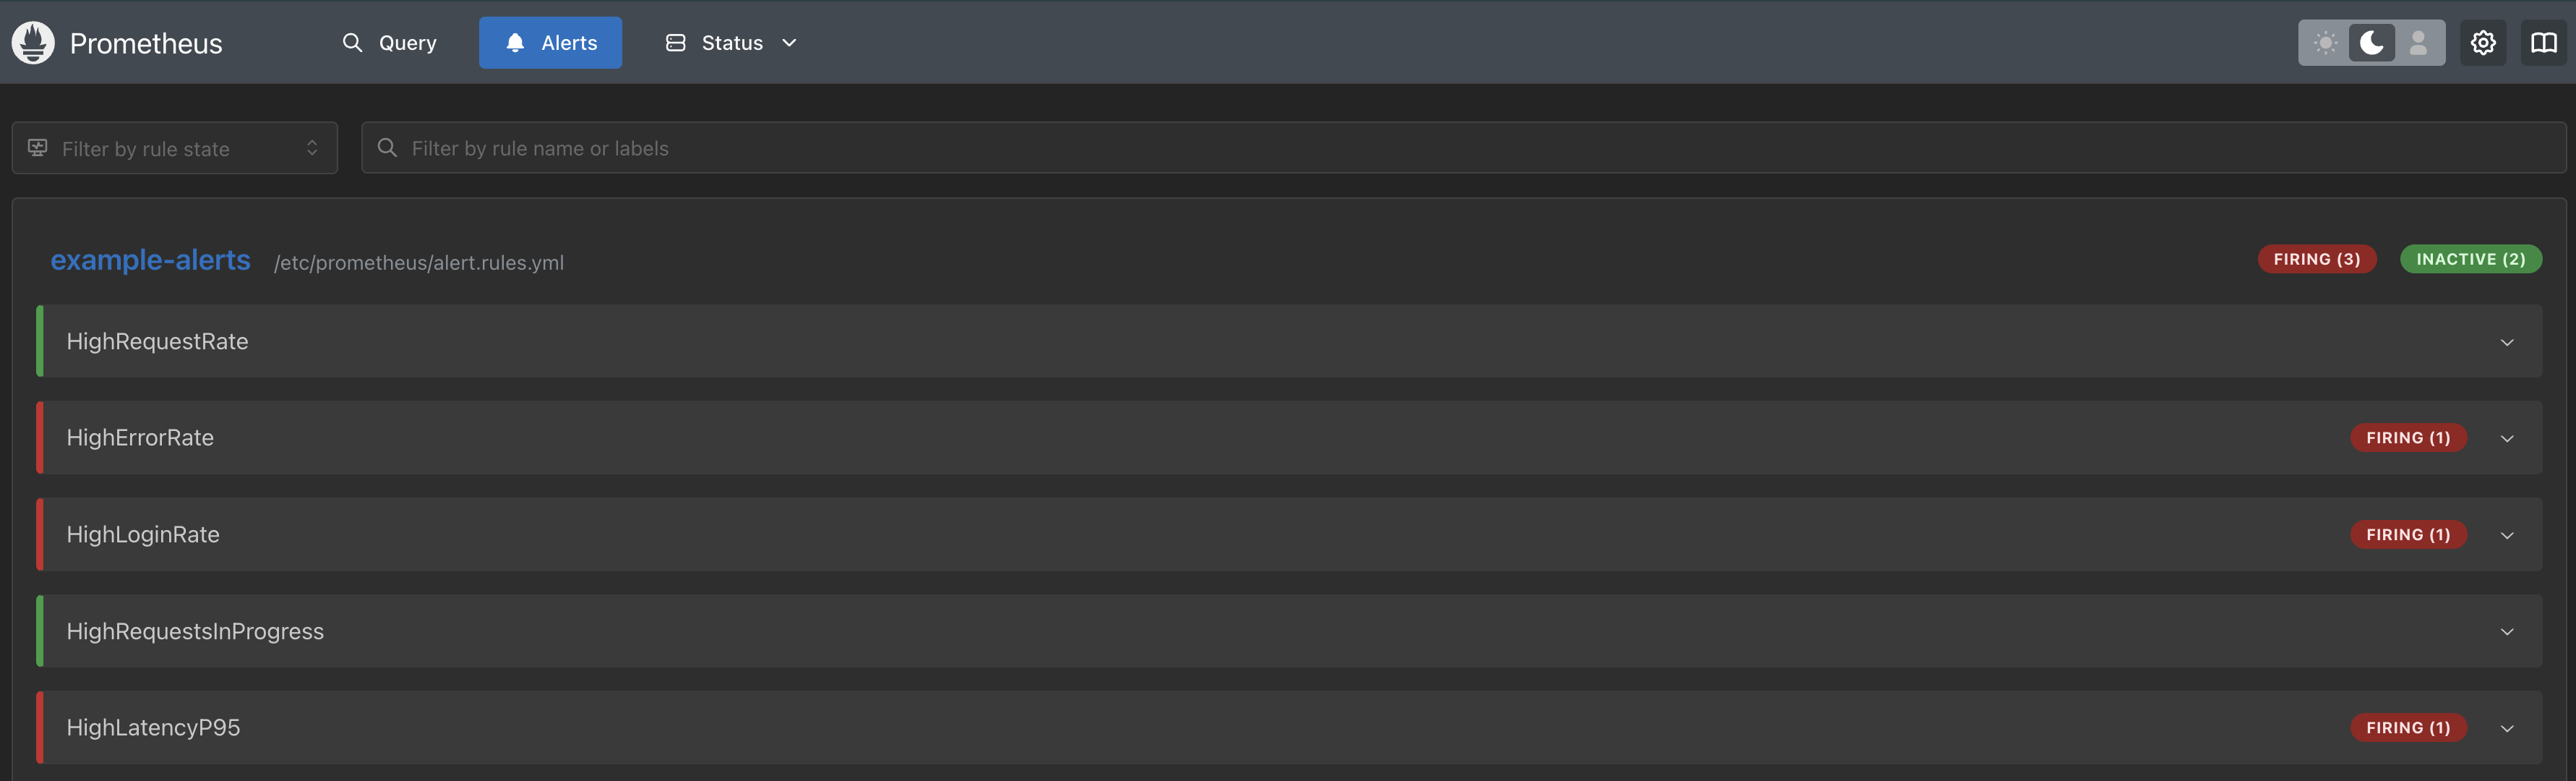 Prometheus Query Alerts Status
Filter by rule state Filter by rule name or labels
example-alerts /etc/prometheus/alert.rules.yml FIRING (3) INACTIVE (2)
HighRequestRate
HighErrorRate FIRING (1)
HighLoginRate FIRING (1)
HighRequestsInProgress
HighLatencyP95 FIRING (1)